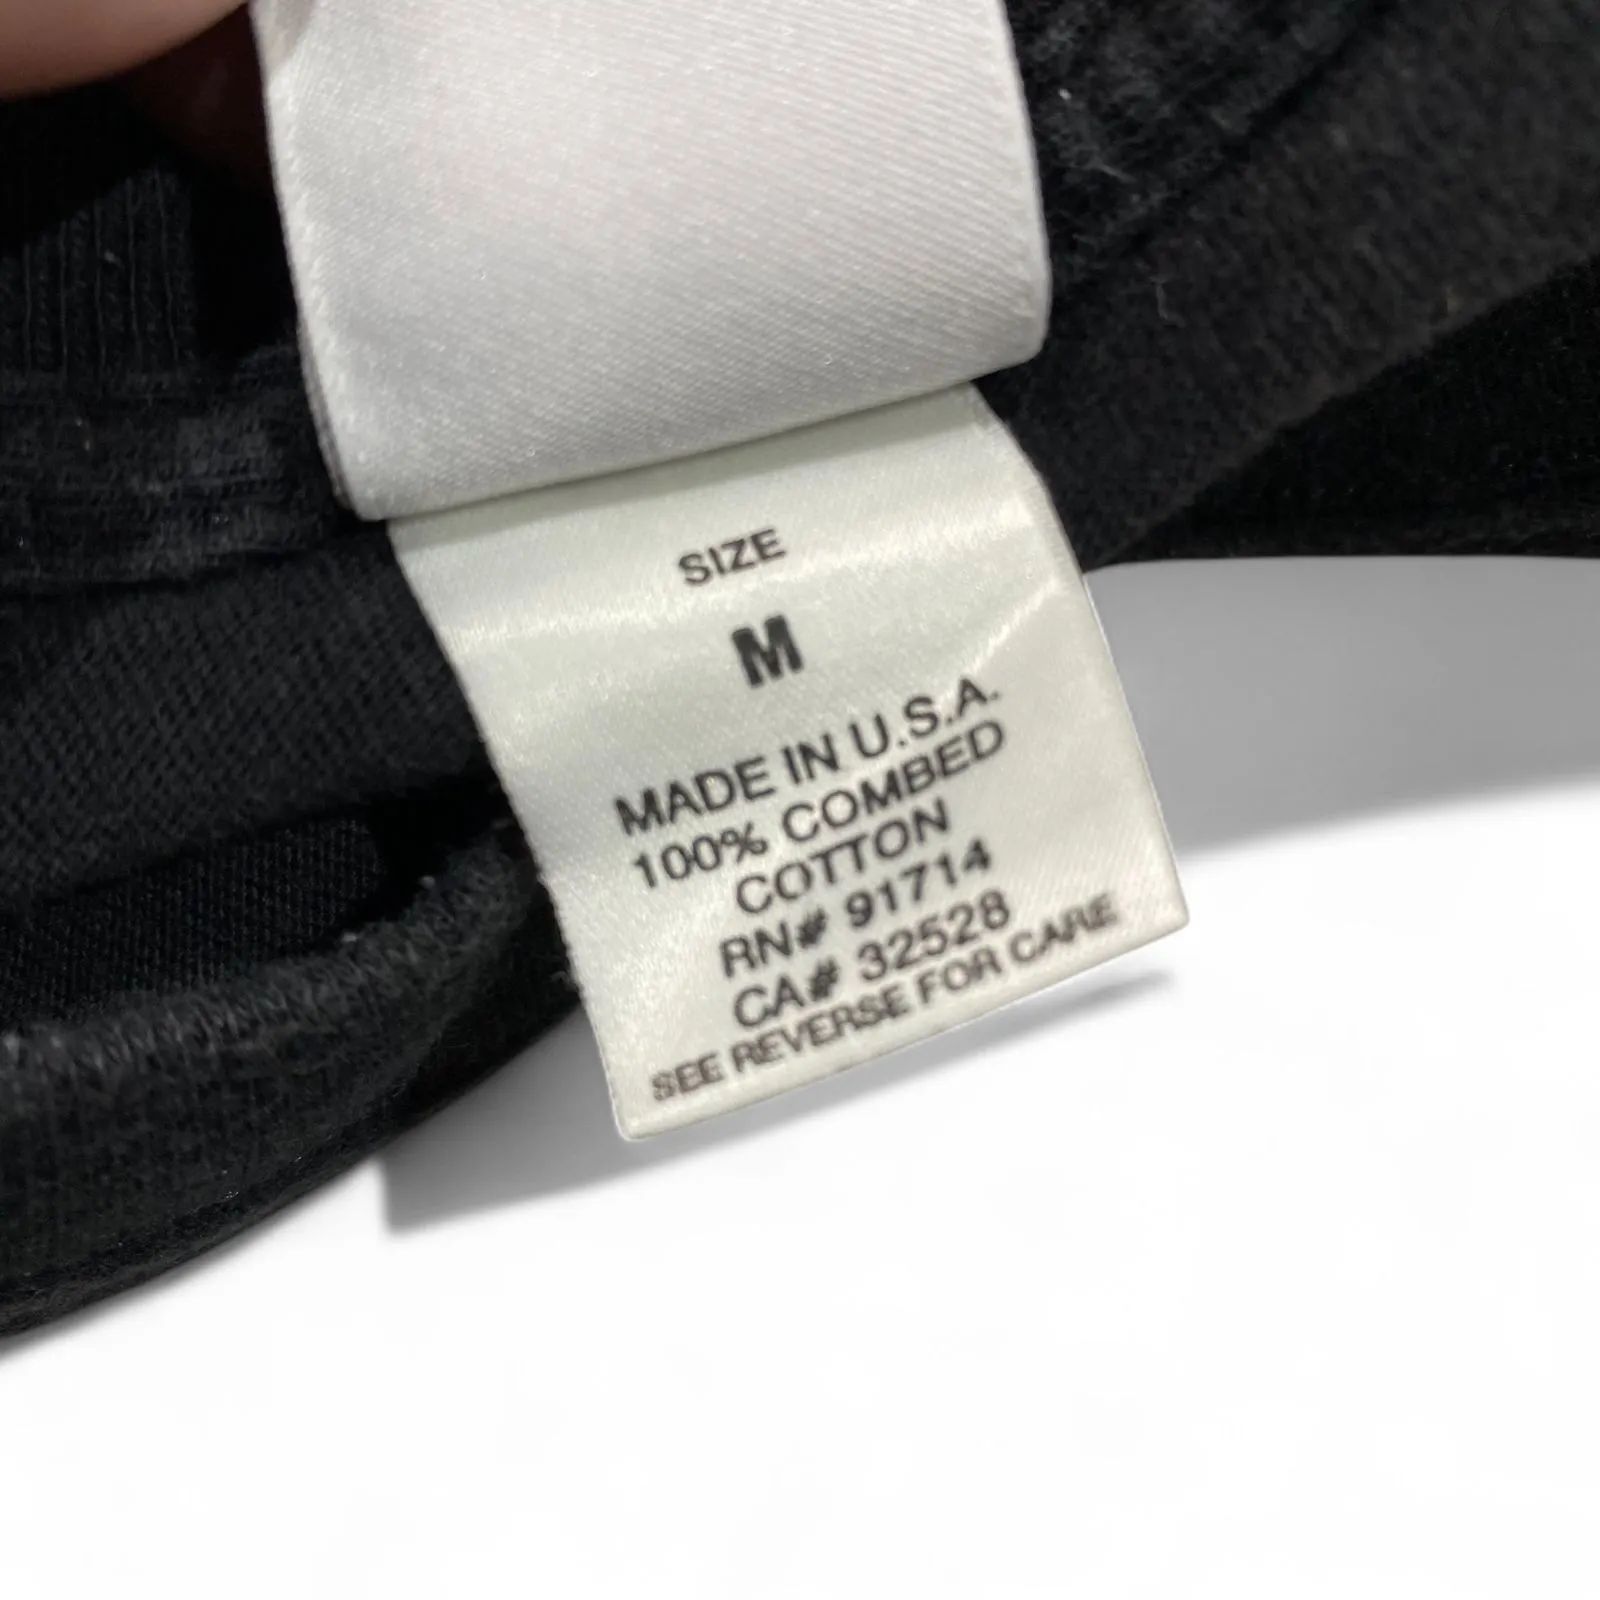 SIZE
M
MADE IN U.S.A.
100% COMBED
COTTON
RN# 91714
CA# 32528
SEE REVERSE FOR CARE